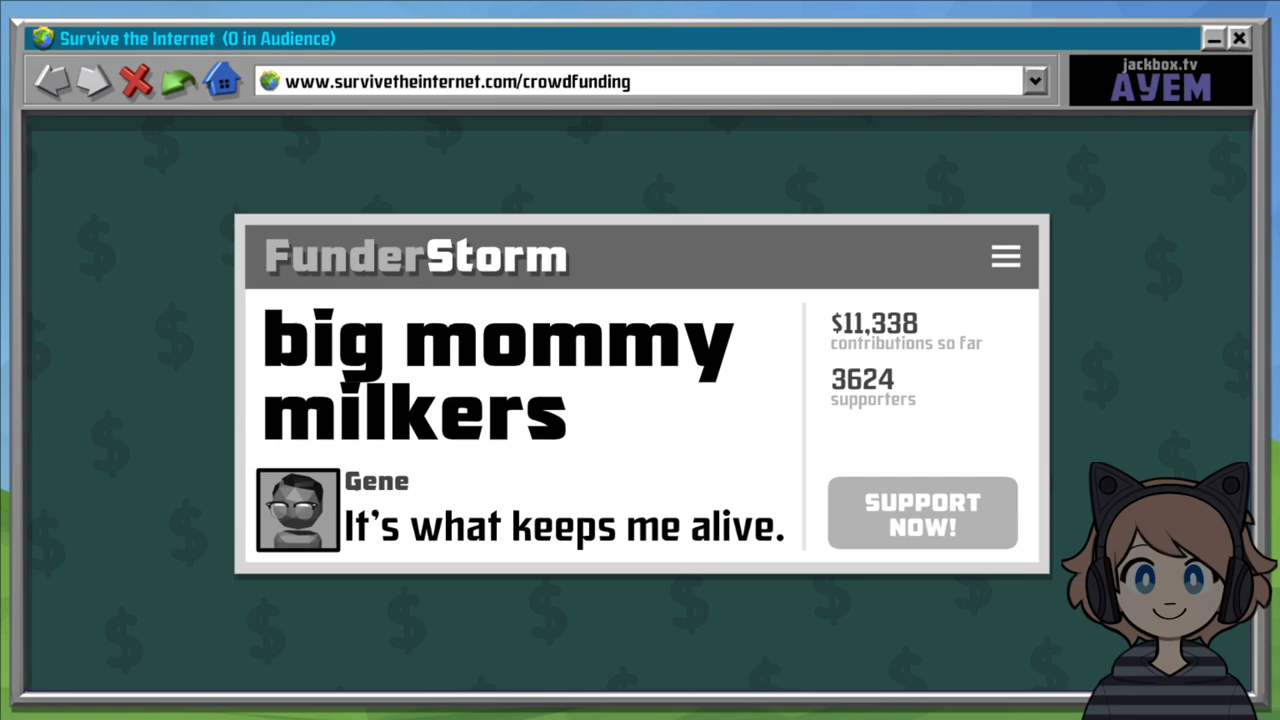 Survive the Internet (0 in Audience)
www.survivetheinternet.com/crowdfunding
jackbox.tv
AYEM
FunderStorm
big mommy
milkers
Gene
It's what keeps me alive.
$11,338
contributions so far
3624
supporters
SUPPORT
NOW!